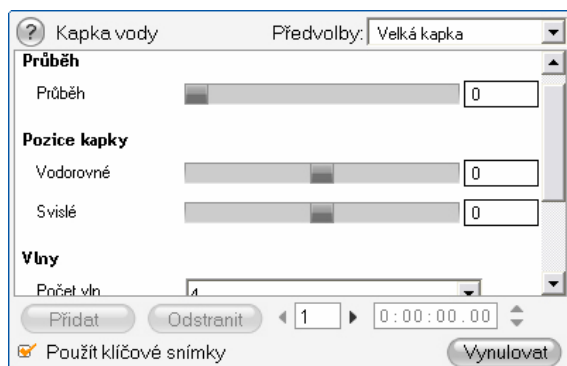 ? Kapka vody Předvolby: Velká kapka
Průběh
Průběh 0
Pozice kapky
Vodorovné 0
Svislé 0
Vlny
Počet vln 4
Přidat Odstranit 1 0:00:00.00
Použít klíčové snímky Vynulovat